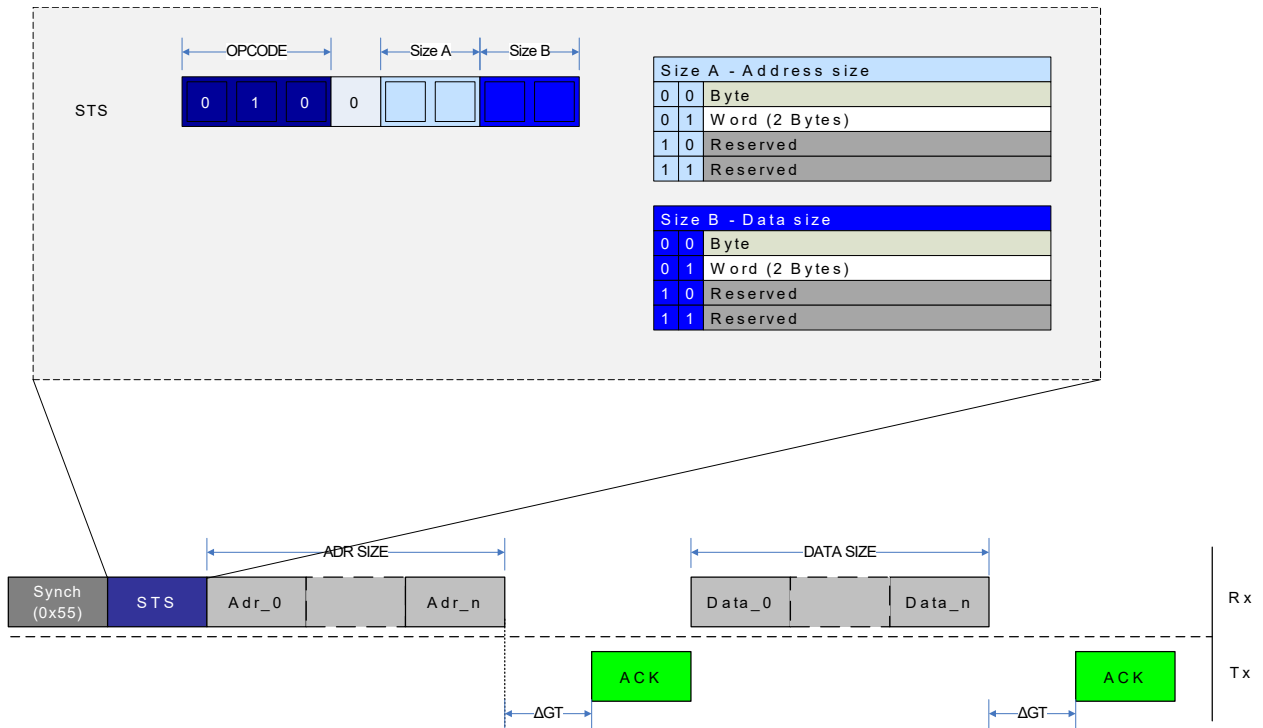 OPCODE Size A Size B
STS 0 1 0 0
Size A - Address size
0 0 Byte
0 1 Word (2 Bytes)
1 0 Reserved
1 1 Reserved
Size B - Data size
0 0 Byte
0 1 Word (2 Bytes)
1 0 Reserved
1 1 Reserved
ADR SIZE DATA SIZE
Synch
(0x55)
STS Adr_0 Adr_n Data_0 Data_n Rx
ACK ACK Tx
ΔGT ΔGT